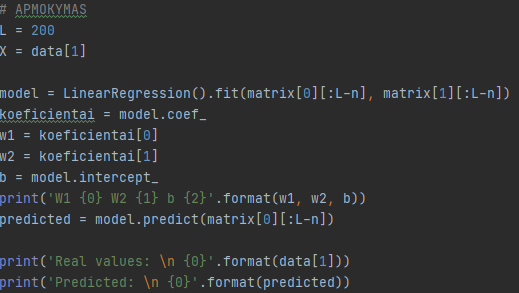 # APMOKYMAS
L = 200
X = data[1]
model = LinearRegression().fit(matrix[0][:L-n], matrix[1][:L-n])
koeficientai = model.coef_
w1 = koeficientai[0]
w2 = koeficientai[1]
b = model.intercept_
print('W1 {0} W2 {1} b {2}'.format(w1, w2, b))
predicted = model.predict(matrix[0][:L-n])
print('Real values: \n {0}'.format(data[1]))
print('Predicted: \n {0}'.format(predicted))